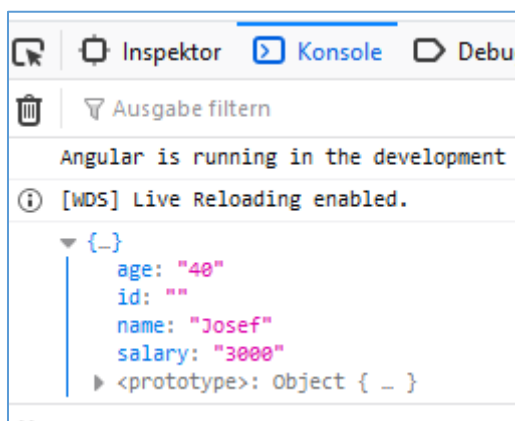 Inspektor Konsole Debu
Ausgabe filtern
Angular is running in the development
[WDS] Live Reloading enabled.
{…}
age: "40"
id: ""
name: "Josef"
salary: "3000"
<prototype>: Object { … }